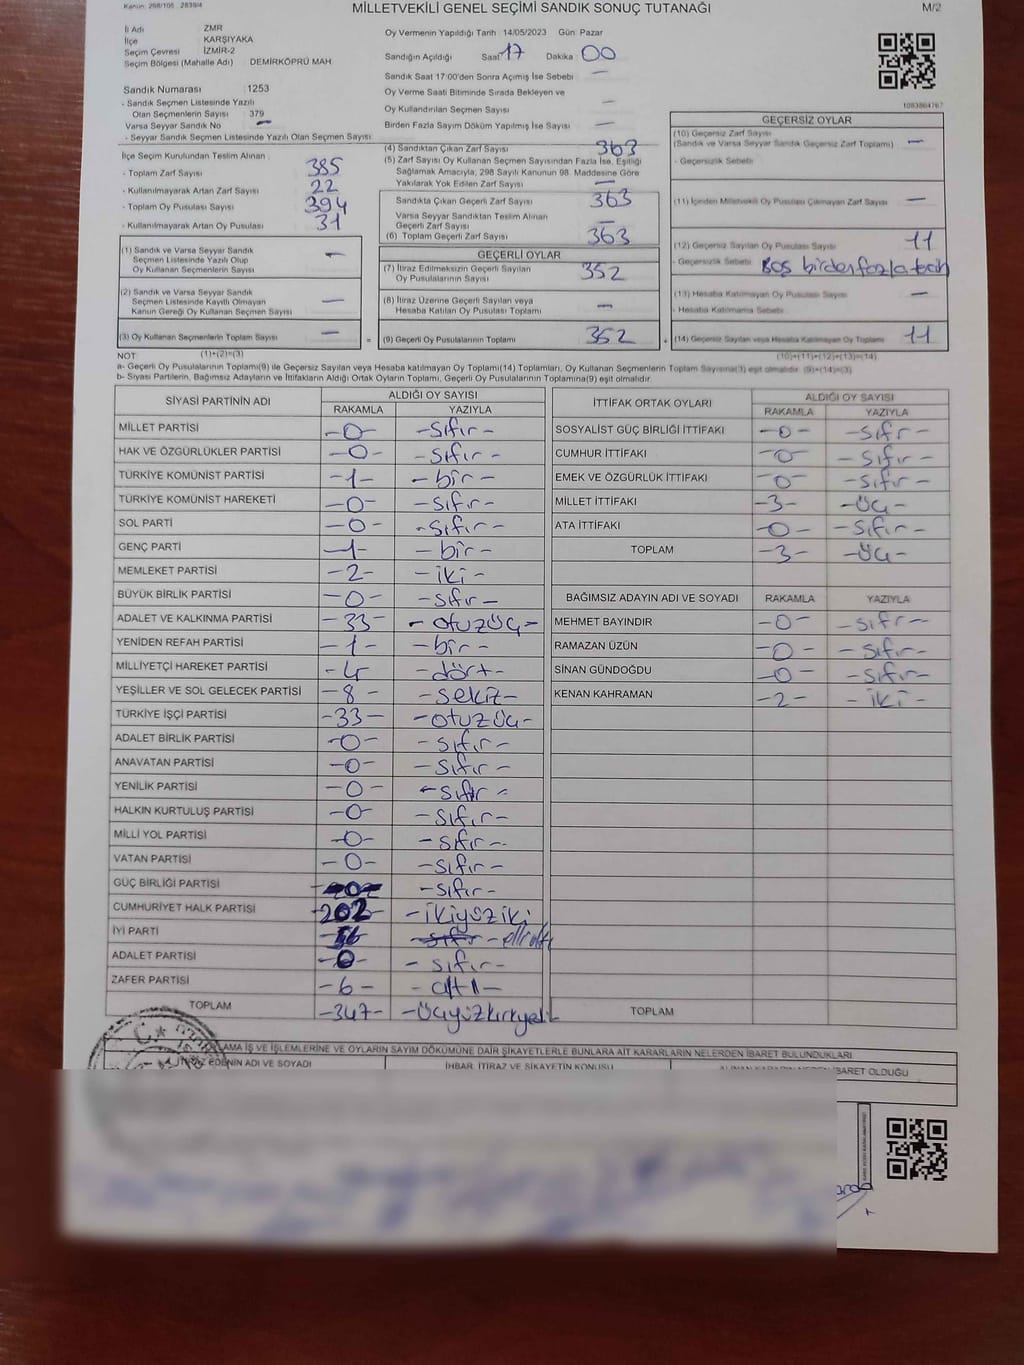 Kanun: 298/105 2839/4
MİLLETVEKİLİ GENEL SEÇİMİ SANDIK SONUÇ TUTANAĞI
M/2
İl Adı ZMR
İlçe KARŞIYAKA
Seçim Çevresi İZMİR-2
Seçim Bölgesi (Mahalle Adı) DEMİRKÖPRÜ MAH.
Sandık Numarası 1253
- Sandık Seçmen Listesinde Yazılı
Olan Seçmenlerin Sayısı 379
Varsa Seyyar Sandık No -
- Seyyar Sandık Seçmen Listesinde Yazılı Olan Seçmen Sayısı:
Oy Vermenin Yapıldığı Tarih : 14/05/2023 Gün: Pazar
Sandığın Açıldığı Saat 17 Dakika 00
Sandık Saat 17:00'den Sonra Açımış İse Sebebi -
Oy Verme Saati Bitiminde Sırada Bekleyen ve
Oy Kullandırılan Seçmen Sayısı -
Birden Fazla Sayım Döküm Yapılmış İse Sayısı -
1083864767
İlçe Seçim Kurulundan Teslim Alınan
- Toplam Zarf Sayısı 385
- Kullanılmayarak Artan Zarf Sayısı 22
- Toplam Oy Pusulası Sayısı 394
- Kullanılmayarak Artan Oy Pusulası 31
(4) Sandıktan Çıkan Zarf Sayısı 363
(5) Zarf Sayısı Oy Kullanan Seçmen Sayısından Fazla İse, Eşitliği
Sağlamak Amacıyla, 298 Sayılı Kanunun 98. Maddesine Göre
Yakılarak Yok Edilen Zarf Sayısı -
Sandıkta Çıkan Geçerli Zarf Sayısı 363
Varsa Seyyar Sandıktan Teslim Alınan
Geçerli Zarf Sayısı -
(6) Toplam Geçerli Zarf Sayısı 363
GEÇERSİZ OYLAR
(10) Geçersiz Zarf Sayısı
(Sandık ve Varsa Seyyar Sandık Geçersiz Zarf Toplamı) -
- Geçersizlik Sebebi
(11) İçinden Milletvekili Oy Pusulası Çıkmayan Zarf Sayısı -
(12) Geçersiz Sayılan Oy Pusulası Sayısı 11
- Geçersizlik Sebebi Boş birden fazla
(13) Hesaba Katılmayan Oy Pusulası Sayısı -
- Hesaba Katılmama Sebebi
(14) Geçersiz Sayılan veya Hesaba Katılmayan Oy Toplamı 11
(10)+(11)+(12)+(13)=(14)
(1) Sandık ve Varsa Seyyar Sandık
Seçmen Listesinde Yazılı Olup
Oy Kullanan Seçmenlerin Sayısı -
(2) Sandık ve Varsa Seyyar Sandık
Seçmen Listesinde Kayıtlı Olmayan
Kanun Gereği Oy Kullanan Seçmen Sayısı -
(3) Oy Kullanan Seçmenlerin Toplam Sayısı - =
(1)+(2)=(3)
GEÇERLİ OYLAR
(7) İtiraz Edilmeksizin Geçerli Sayılan
Oy Pusulalarının Sayısı 352
(8) İtiraz Üzerine Geçerli Sayılan veya
Hesaba Katılan Oy Pusulası Toplamı -
(9) Geçerli Oy Pusulalarının Toplamı 352 +
NOT
a- Geçerli Oy Pusulalarının Toplamı(9) ile Geçersiz Sayılan veya Hesaba katılmayan Oy Toplamı(14) Toplamları, Oy Kullanan Seçmenlerin Toplam Sayısına(3) eşit olmalıdır. (9)+(14)=(3)
b- Siyasi Partilerin, Bağımsız Adayların ve İttifakların Aldığı Ortak Oyların Toplamı, Geçerli Oy Pusulalarının Toplamına(9) eşit olmalıdır.
SİYASİ PARTİNİN ADI ALDIĞI OY SAYISI
RAKAMLA YAZIYLA
MİLLET PARTİSİ -0- -sıfır-
HAK VE ÖZGÜRLÜKLER PARTİSİ -0- -sıfır-
TÜRKİYE KOMÜNİST PARTİSİ -1- -bir-
TÜRKİYE KOMÜNİST HAREKETİ -0- -sıfır-
SOL PARTİ -0- -sıfır-
GENÇ PARTİ -1- -bir-
MEMLEKET PARTİSİ -2- -iki-
BÜYÜK BİRLİK PARTİSİ -0- -sıfır-
ADALET VE KALKINMA PARTİSİ -33- -otuzüç-
YENİDEN REFAH PARTİSİ -1- -bir-
MİLLİYETÇİ HAREKET PARTİSİ -4- -dört-
YEŞİLLER VE SOL GELECEK PARTİSİ -8- -sekiz-
TÜRKİYE İŞÇİ PARTİSİ -33- -otuzüç-
ADALET BİRLİK PARTİSİ -0- -sıfır-
ANAVATAN PARTİSİ -0- -sıfır-
YENİLİK PARTİSİ -0- -sıfır-
HALKIN KURTULUŞ PARTİSİ -0- -sıfır-
MİLLİ YOL PARTİSİ -0- -sıfır-
VATAN PARTİSİ -0- -sıfır-
GÜÇ BİRLİĞİ PARTİSİ -0- -sıfır-
CUMHURİYET HALK PARTİSİ -202- -ikiyüziki
İYİ PARTİ -56- -sıfır- elli altı
ADALET PARTİSİ -0- -sıfır-
ZAFER PARTİSİ -6- -altı-
TOPLAM -347- -üçyüzkırkyedi-
İTTİFAK ORTAK OYLARI ALDIĞI OY SAYISI
RAKAMLA YAZIYLA
SOSYALİST GÜÇ BİRLİĞİ İTTİFAKI -0- -sıfır-
CUMHUR İTTİFAKI -0- -sıfır-
EMEK VE ÖZGÜRLÜK İTTİFAKI -0- -sıfır-
MİLLET İTTİFAKI -3- -üç-
ATA İTTİFAKI -0- -sıfır-
TOPLAM -3- -üç-
BAĞIMSIZ ADAYIN ADI VE SOYADI RAKAMLA YAZIYLA
MEHMET BAYINDIR -0- -sıfır-
RAMAZAN ÜZÜN -0- -sıfır-
SİNAN GÜNDOĞDU -0- -sıfır-
KENAN KAHRAMAN -2- -iki-
TOPLAM
LAMA İŞ VE İŞLEMLERİNE VE OYLARIN SAYIM DÖKÜMÜNE DAİR ŞİKAYETLERLE BUNLARA AİT KARARLARIN NELERDEN İBARET BULUNDUKLARI
EDENİN ADI VE SOYADI
İHBAR, İTİRAZ VE ŞİKAYETİN KONUSU
İBARET OLDUĞU